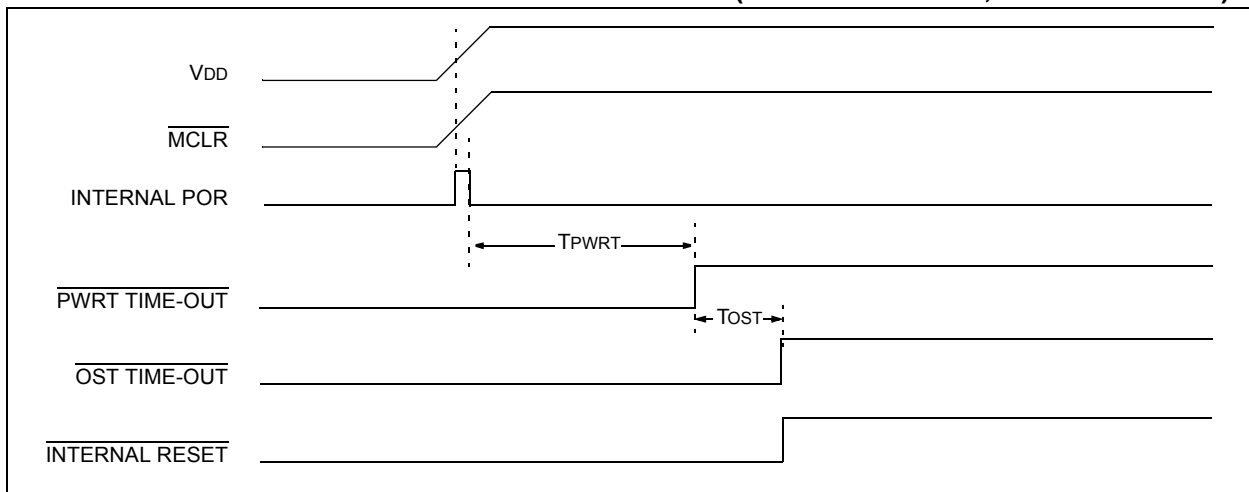 VDD
MCLR
INTERNAL POR
TPWRT
PWRT TIME-OUT
TOST
OST TIME-OUT
INTERNAL RESET